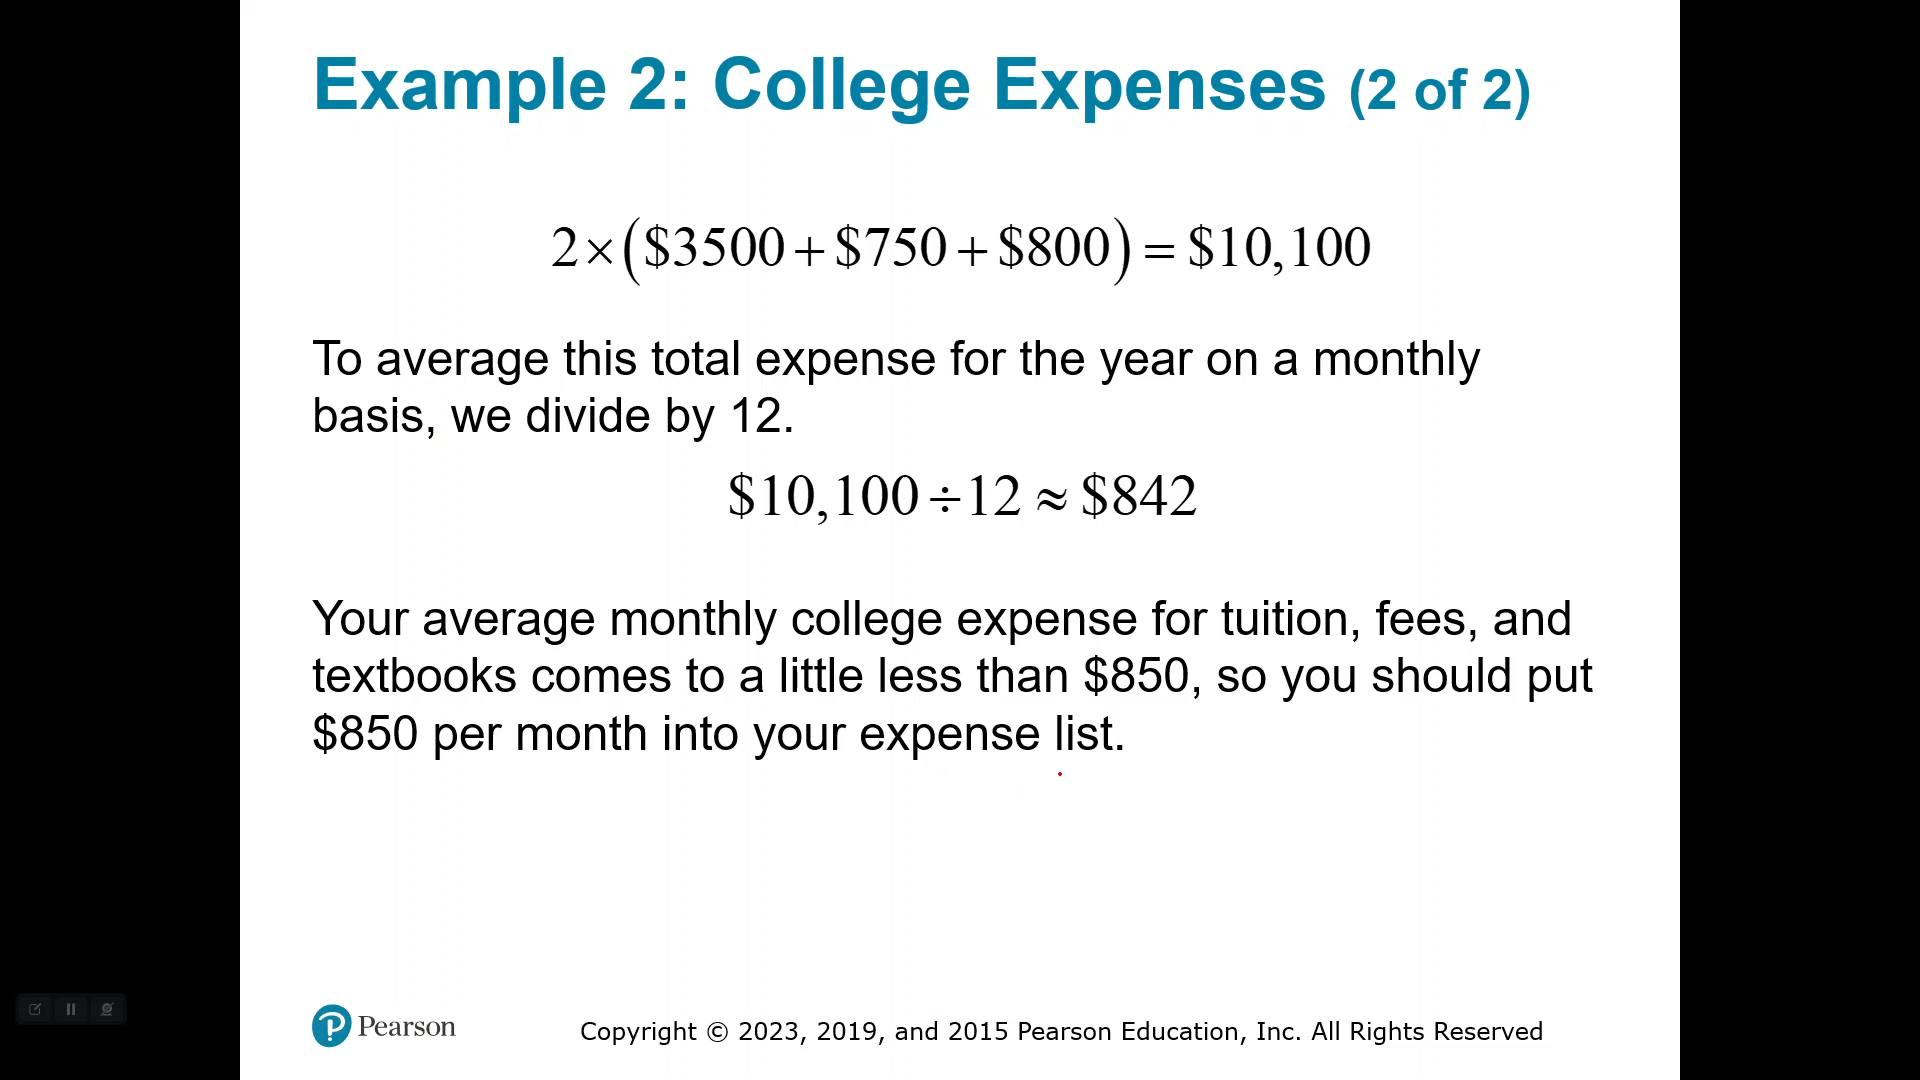 Example 2: College Expenses (2 of 2)
2×($3500+$750+$800)=$10,100
To average this total expense for the year on a monthly
basis, we divide by 12.
$10,100÷12≈$842
Your average monthly college expense for tuition, fees, and
textbooks comes to a little less than $850, so you should put
$850 per month into your expense list.
Pearson
Copyright © 2023, 2019, and 2015 Pearson Education, Inc. All Rights Reserved